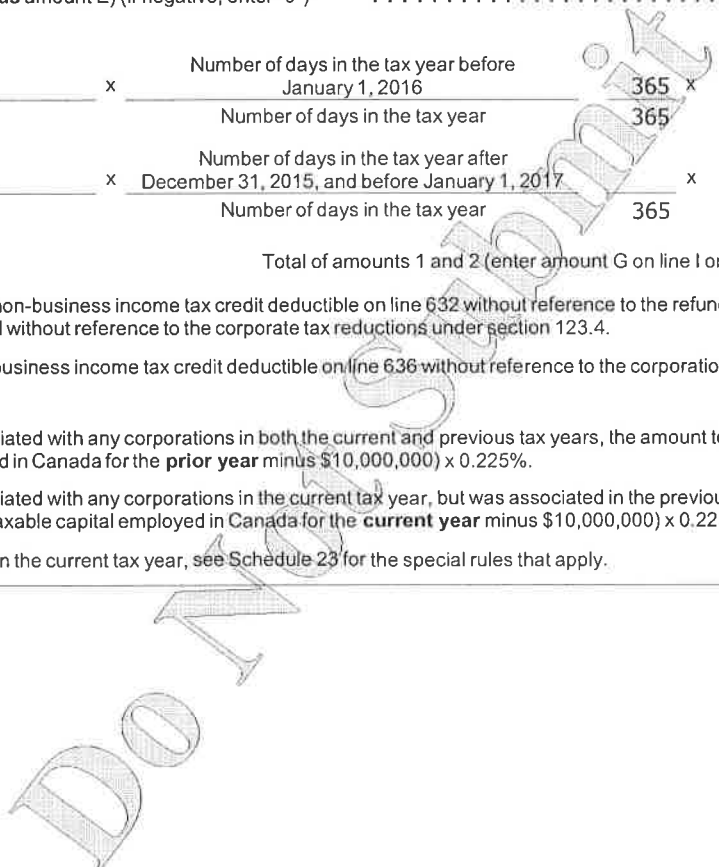 us amount E) (if negative, enter "0")
Number of days in the tax year before
x January 1, 2016 365 x
Number of days in the tax year 365
Number of days in the tax year after
x December 31, 2015, and before January 1, 2017 x
Number of days in the tax year 365
Total of amounts 1 and 2 (enter amount G on line I
non-business income tax credit deductible on line 632 without reference to the
without reference to the corporate tax reductions under section 123.4.
business income tax credit deductible on line 636 without reference to the
iated with any corporations in both the current and previous tax years, the amount
d in Canada for the prior year minus $10,000,000) x 0.225%.
iated with any corporations in the current tax year, but was associated in the
axable capital employed in Canada for the current year minus $10,000,000) x 0.22
n the current tax year, see Schedule 23 for the special rules that apply.
Do Not Submit